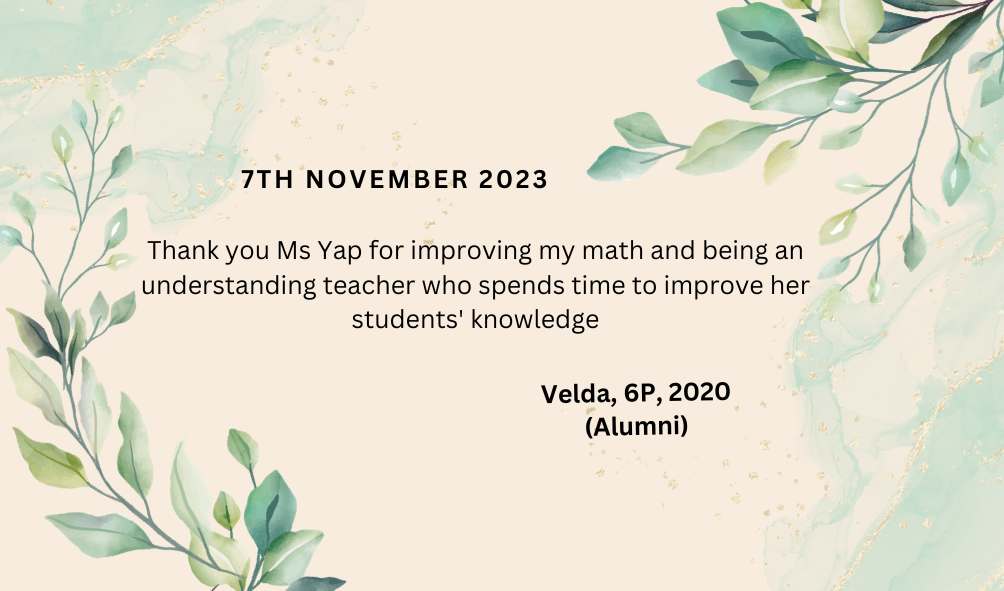 7TH NOVEMBER 2023
Thank you Ms Yap for improving my math and being an
understanding teacher who spends time to improve her
students' knowledge
Velda, 6P, 2020
(Alumni)